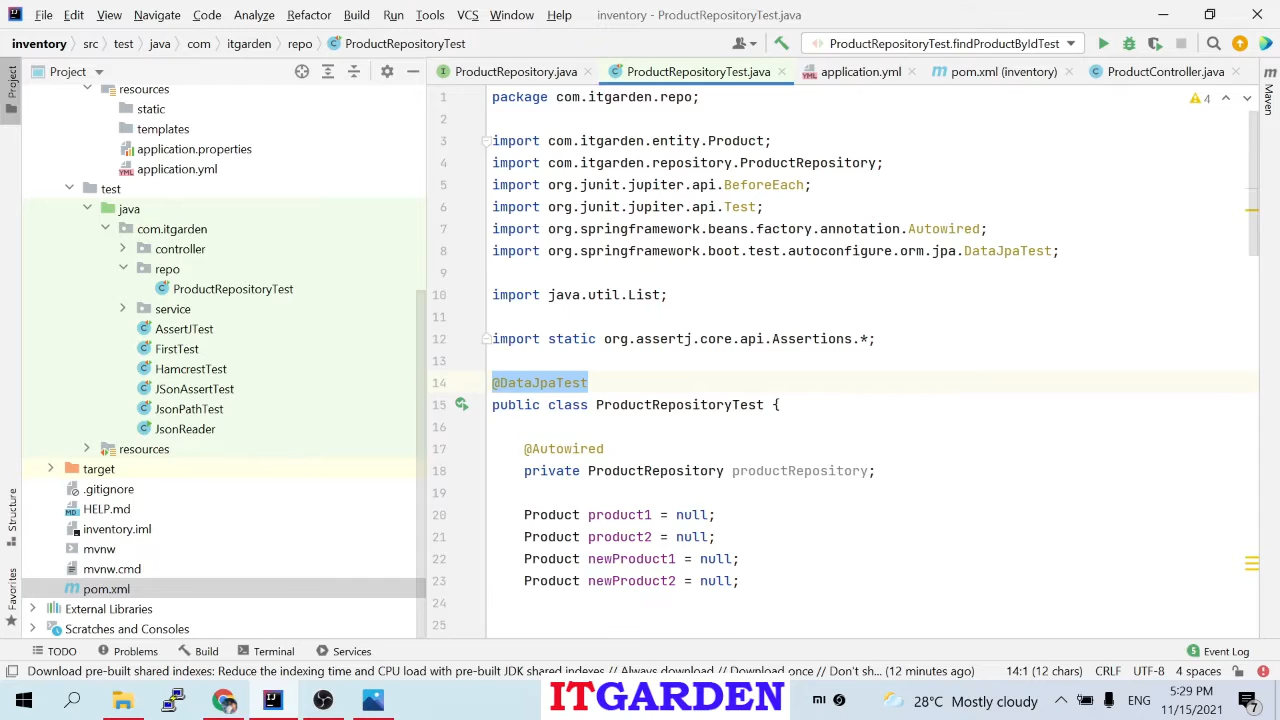 File Edit View Navigate Code Analyze Refactor Build Run Tools VCS Window Help inventory - ProductRepositoryTest.java
inventory src test java com itgarden repo ProductRepositoryTest ProductRepositoryTest.findProductByIdTest
Project
Project
ProductRepository.java ProductRepositoryTest.java application.yml pom.xml (inventory) ProductController.java
Maven
resources
static
templates
application.properties
application.yml
test
java
com.itgarden
controller
repo
ProductRepositoryTest
service
AssertJTest
FirstTest
HamcrestTest
JSonAssertTest
JsonPathTest
JsonReader
resources
target
.gitignore
HELP.md
inventory.iml
mvnw
mvnw.cmd
pom.xml
External Libraries
Scratches and Consoles
Structure
Favorites
4
1 package com.itgarden.repo;
2
3 import com.itgarden.entity.Product;
4 import com.itgarden.repository.ProductRepository;
5 import org.junit.jupiter.api.BeforeEach;
6 import org.junit.jupiter.api.Test;
7 import org.springframework.beans.factory.annotation.Autowired;
8 import org.springframework.boot.test.autoconfigure.orm.jpa.DataJpaTest;
9
10 import java.util.List;
11
12 import static org.assertj.core.api.Assertions.*;
13
14 @DataJpaTest
15 public class ProductRepositoryTest {
16
17 @Autowired
18 private ProductRepository productRepository;
19
20 Product product1 = null;
21 Product product2 = null;
22 Product newProduct1 = null;
23 Product newProduct2 = null;
24
25
TODO Problems Build Terminal Services Event Log
Download pre-built shared indexes: Reduce the indexing time and CPU load with pre-built JDK shared indexes // Always download // Download once // Don't sh... (12 minutes ago) 14:1 (12 chars) CRLF UTF-8 4 spaces
ITGARDEN
28°C Mostly cloudy ENG 5:29 PM
11/15/2021
7